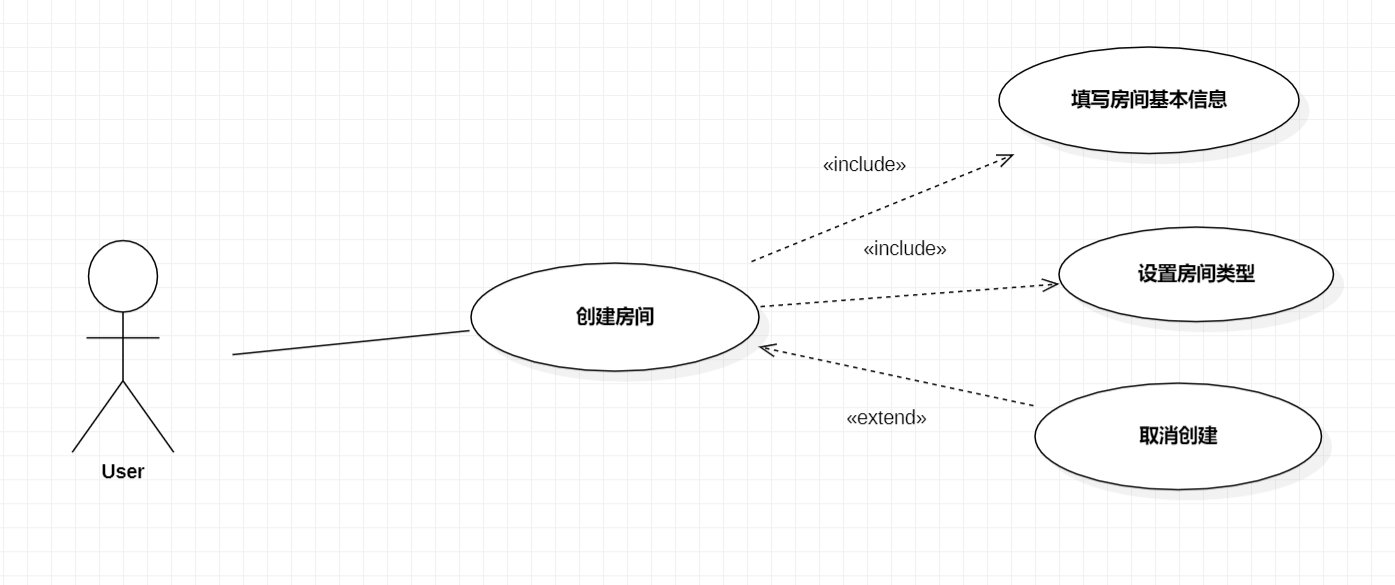 填写房间基本信息
«include»
«include»
设置房间类型
创建房间
«extend»
取消创建
User